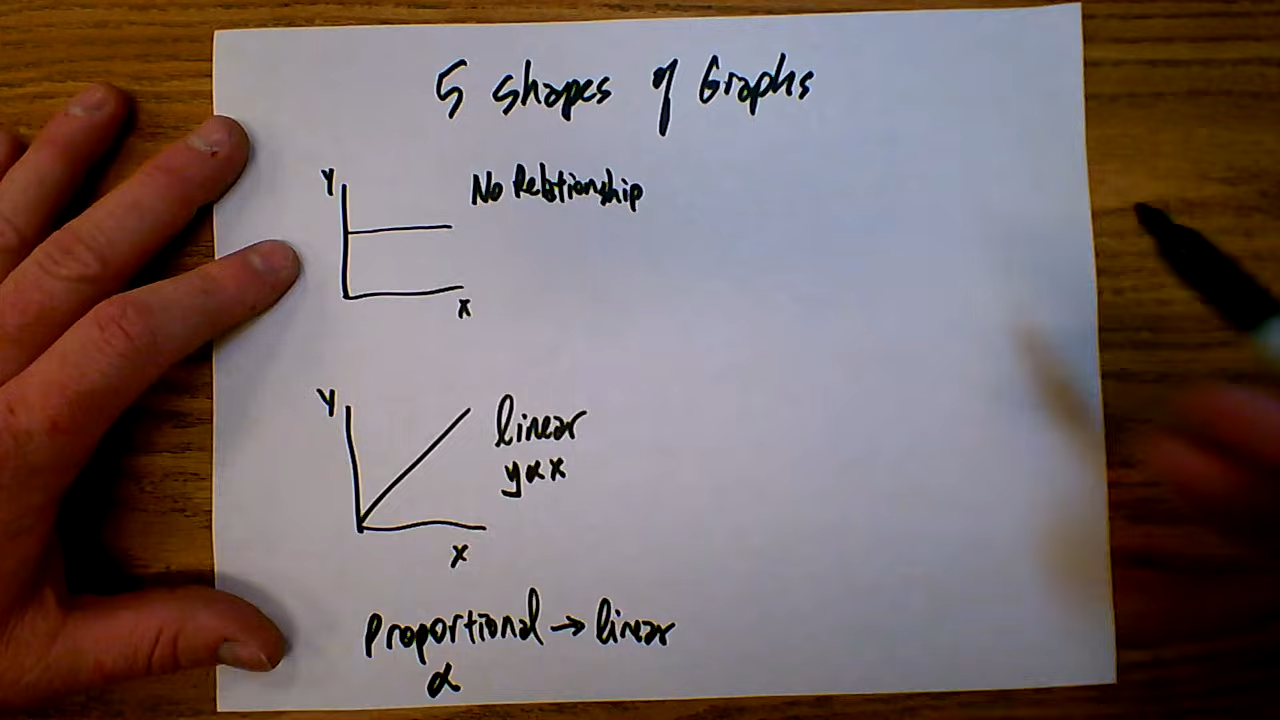 5 Shapes of Graphs
Y
No Relationship
X
Y
linear
y α x
X
Proportional → linear
α